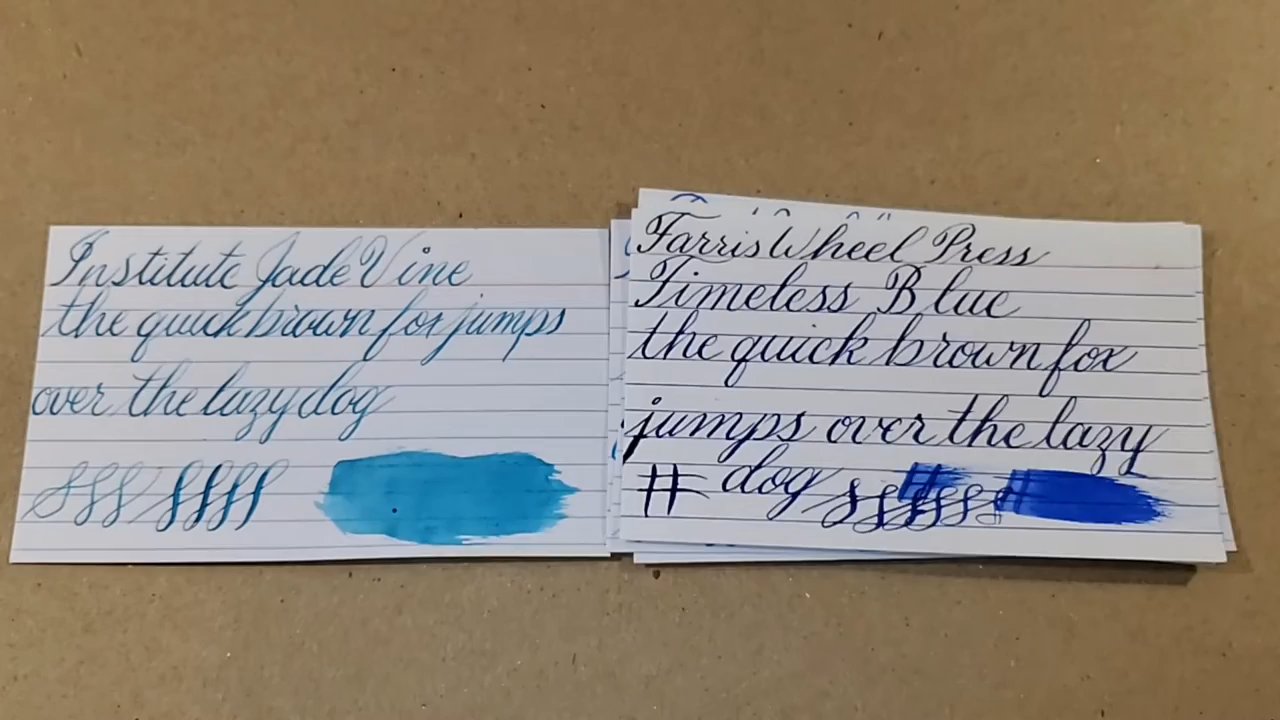 Institute Jade Vine
the quick brown fox jumps
over the lazy dog
Farris Wheel Press
Timeless Blue
the quick brown fox
jumps over the lazy
dog